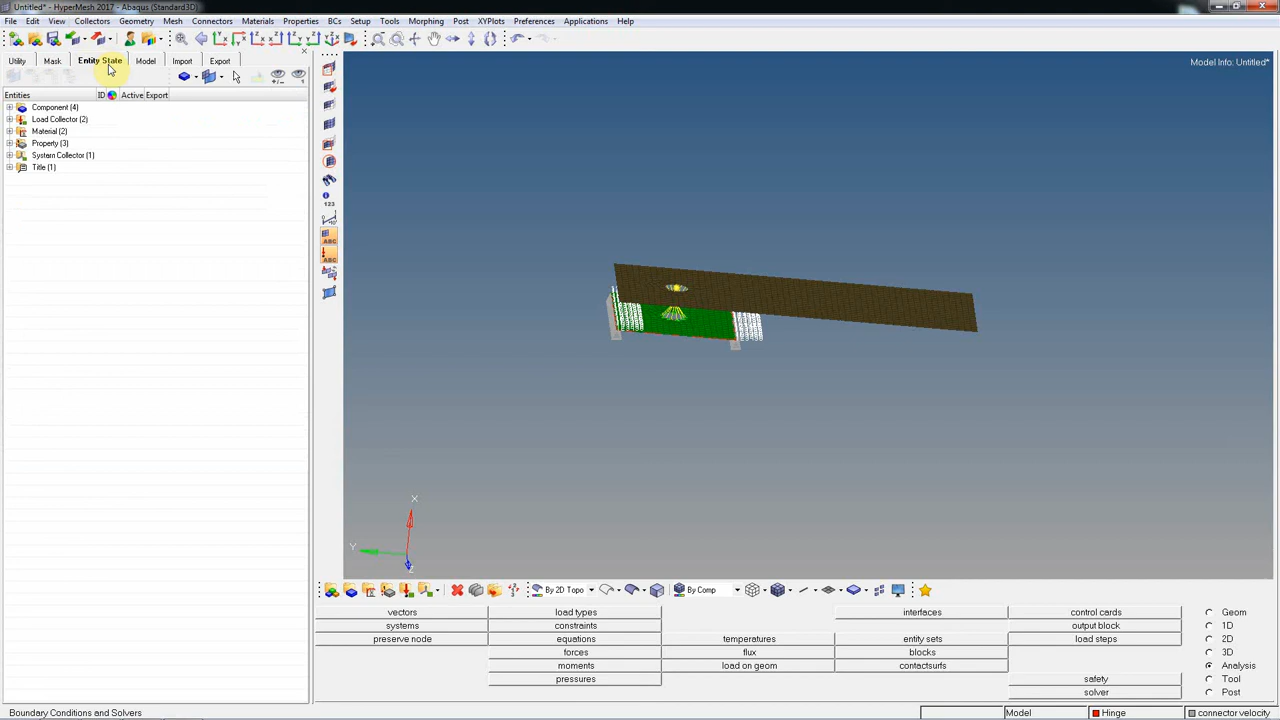 Untitled* - HyperMesh 2017 - Abaqus (Standard3D)
File Edit View Collectors Geometry Mesh Connectors Materials Properties BCs Setup Tools Morphing Post XYPlots Preferences Applications Help
Utility Mask Entity State Model Import Export
Model Info: Untitled*
Entities ID Active Export
Component (4)
Load Collector (2)
Material (2)
Property (3)
System Collector (1)
Title (1)
123
ABC
ABC
X
Y
Z
By 2D Topo By Comp
vectors load types interfaces control cards Geom
systems constraints output block 1D
preserve node equations temperatures entity sets load steps 2D
forces flux blocks 3D
moments load on geom contactsurfs Analysis
pressures safety Tool
solver Post
Boundary Conditions and Solvers Model Hinge connector velocity